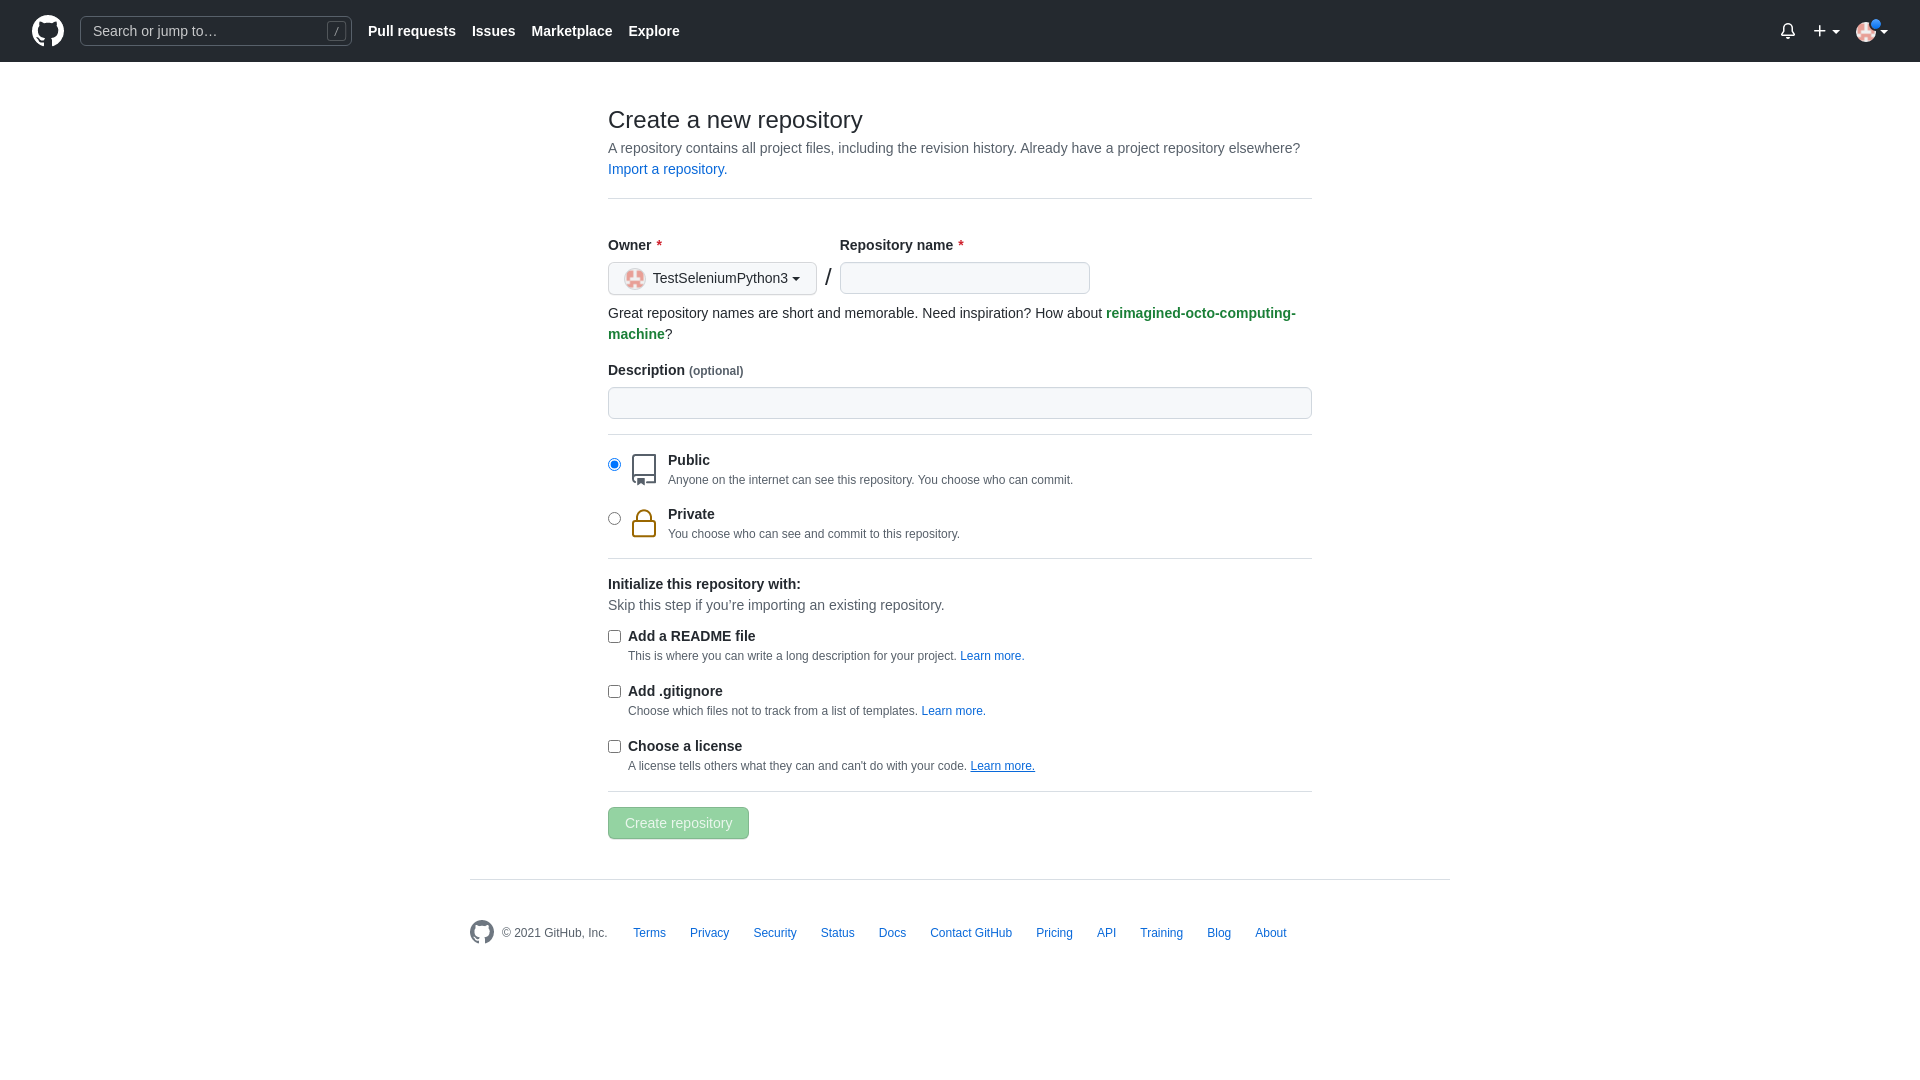 Search or jump to…
/
Pull requests
Issues
Marketplace
Explore
Create a new repository
A repository contains all project files, including the revision history. Already have a project repository elsewhere?
Import a repository.
Owner *
Repository name *
TestSeleniumPython3
/
Great repository names are short and memorable. Need inspiration? How about reimagined-octo-computing-
machine?
Description (optional)
Public
Anyone on the internet can see this repository. You choose who can commit.
Private
You choose who can see and commit to this repository.
Initialize this repository with:
Skip this step if you’re importing an existing repository.
Add a README file
This is where you can write a long description for your project. Learn more.
Add .gitignore
Choose which files not to track from a list of templates. Learn more.
Choose a license
A license tells others what they can and can't do with your code. Learn more.
Create repository
© 2021 GitHub, Inc.
Terms
Privacy
Security
Status
Docs
Contact GitHub
Pricing
API
Training
Blog
About